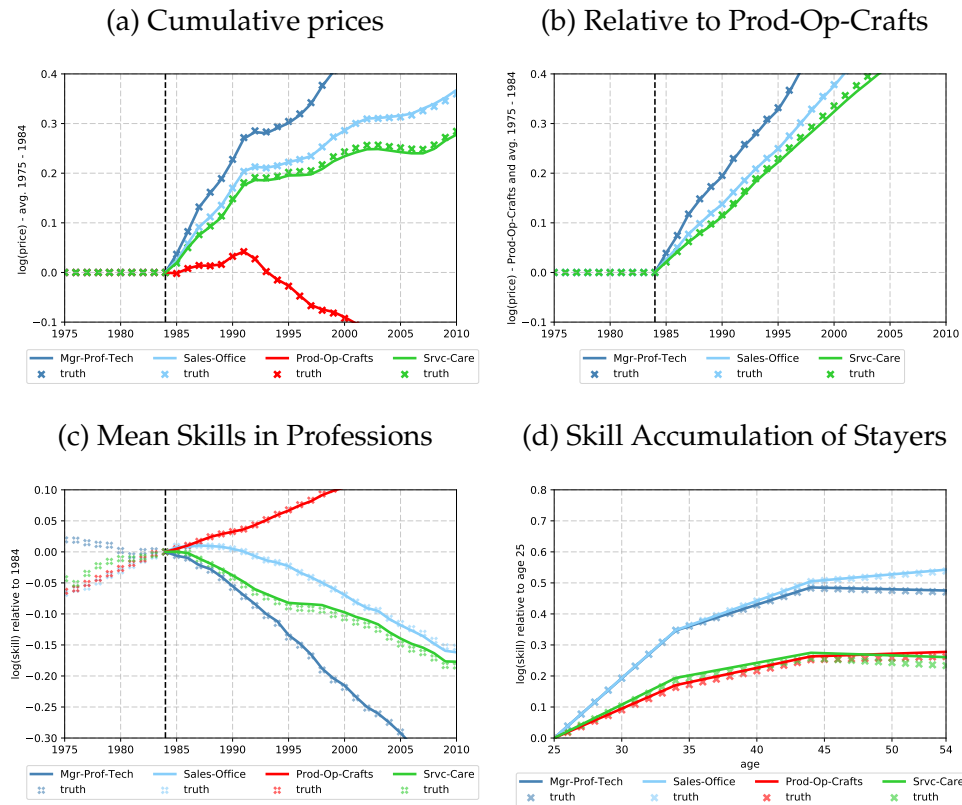 (a) Cumulative prices
(b) Relative to Prod-Op-Crafts
log(price) - avg. 1975 - 1984
0.4
0.3
0.2
0.1
0.0
−0.1
1975 1980 1985 1990 1995 2000 2005 2010
Mgr-Prof-Tech Sales-Office Prod-Op-Crafts Srvc-Care
truth truth truth truth
log(price) - Prod-Op-Crafts and avg. 1975 - 1984
0.4
0.3
0.2
0.1
0.0
−0.1
1975 1980 1985 1990 1995 2000 2005 2010
Mgr-Prof-Tech Sales-Office Srvc-Care
truth truth truth
(c) Mean Skills in Professions
(d) Skill Accumulation of Stayers
log(skill) relative to 1984
0.10
0.05
0.00
−0.05
−0.10
−0.15
−0.20
−0.25
−0.30
1975 1980 1985 1990 1995 2000 2005 2010
Mgr-Prof-Tech Sales-Office Prod-Op-Crafts Srvc-Care
truth truth truth truth
log(skill) relative to age 25
0.8
0.7
0.6
0.5
0.4
0.3
0.2
0.1
0.0
25 30 35 40 45 50 54
age
Mgr-Prof-Tech Sales-Office Prod-Op-Crafts Srvc-Care
truth truth truth truth